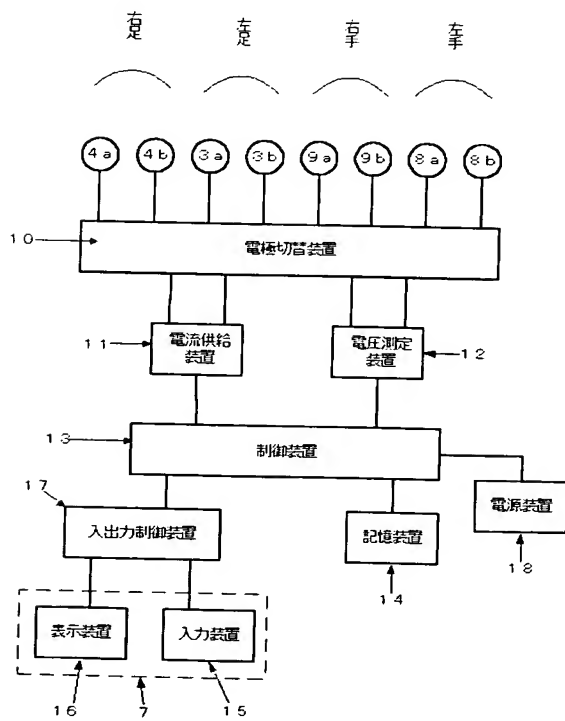 右足 左足 右手 左手
4a 4b 3a 3b 9a 9b 8a 8b
10
電極切替装置
11
電流供給
装置
電圧測定
装置
12
13
制御装置
17
入出力制御装置
記憶装置
電源装置
14
18
表示装置
入力装置
16
7
15